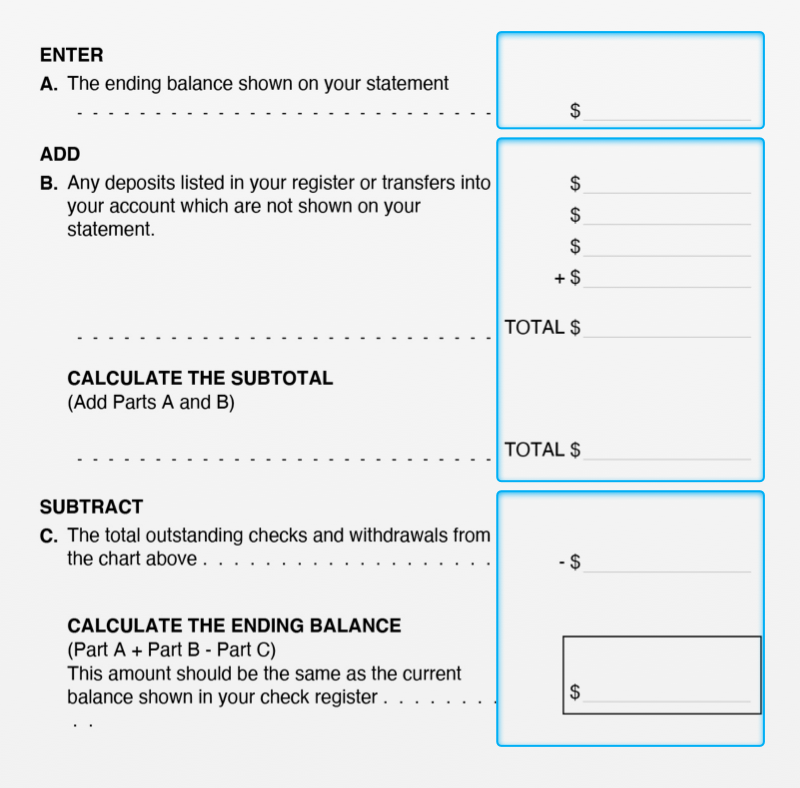 ENTER
A. The ending balance shown on your statement
- - - - - - - - - - - - - - - - - - - - - - - - - - - $
ADD
B. Any deposits listed in your register or transfers into $
your account which are not shown on your $
statement. $
+ $
- - - - - - - - - - - - - - - - - - - - - - - - - - - TOTAL $
CALCULATE THE SUBTOTAL
(Add Parts A and B)
- - - - - - - - - - - - - - - - - - - - - - - - - - - TOTAL $
SUBTRACT
C. The total outstanding checks and withdrawals from
the chart above . . . . . . . . . . . . . . . . . . . - $
CALCULATE THE ENDING BALANCE
(Part A + Part B - Part C)
This amount should be the same as the current
balance shown in your check register . . . . . . . . $
. .